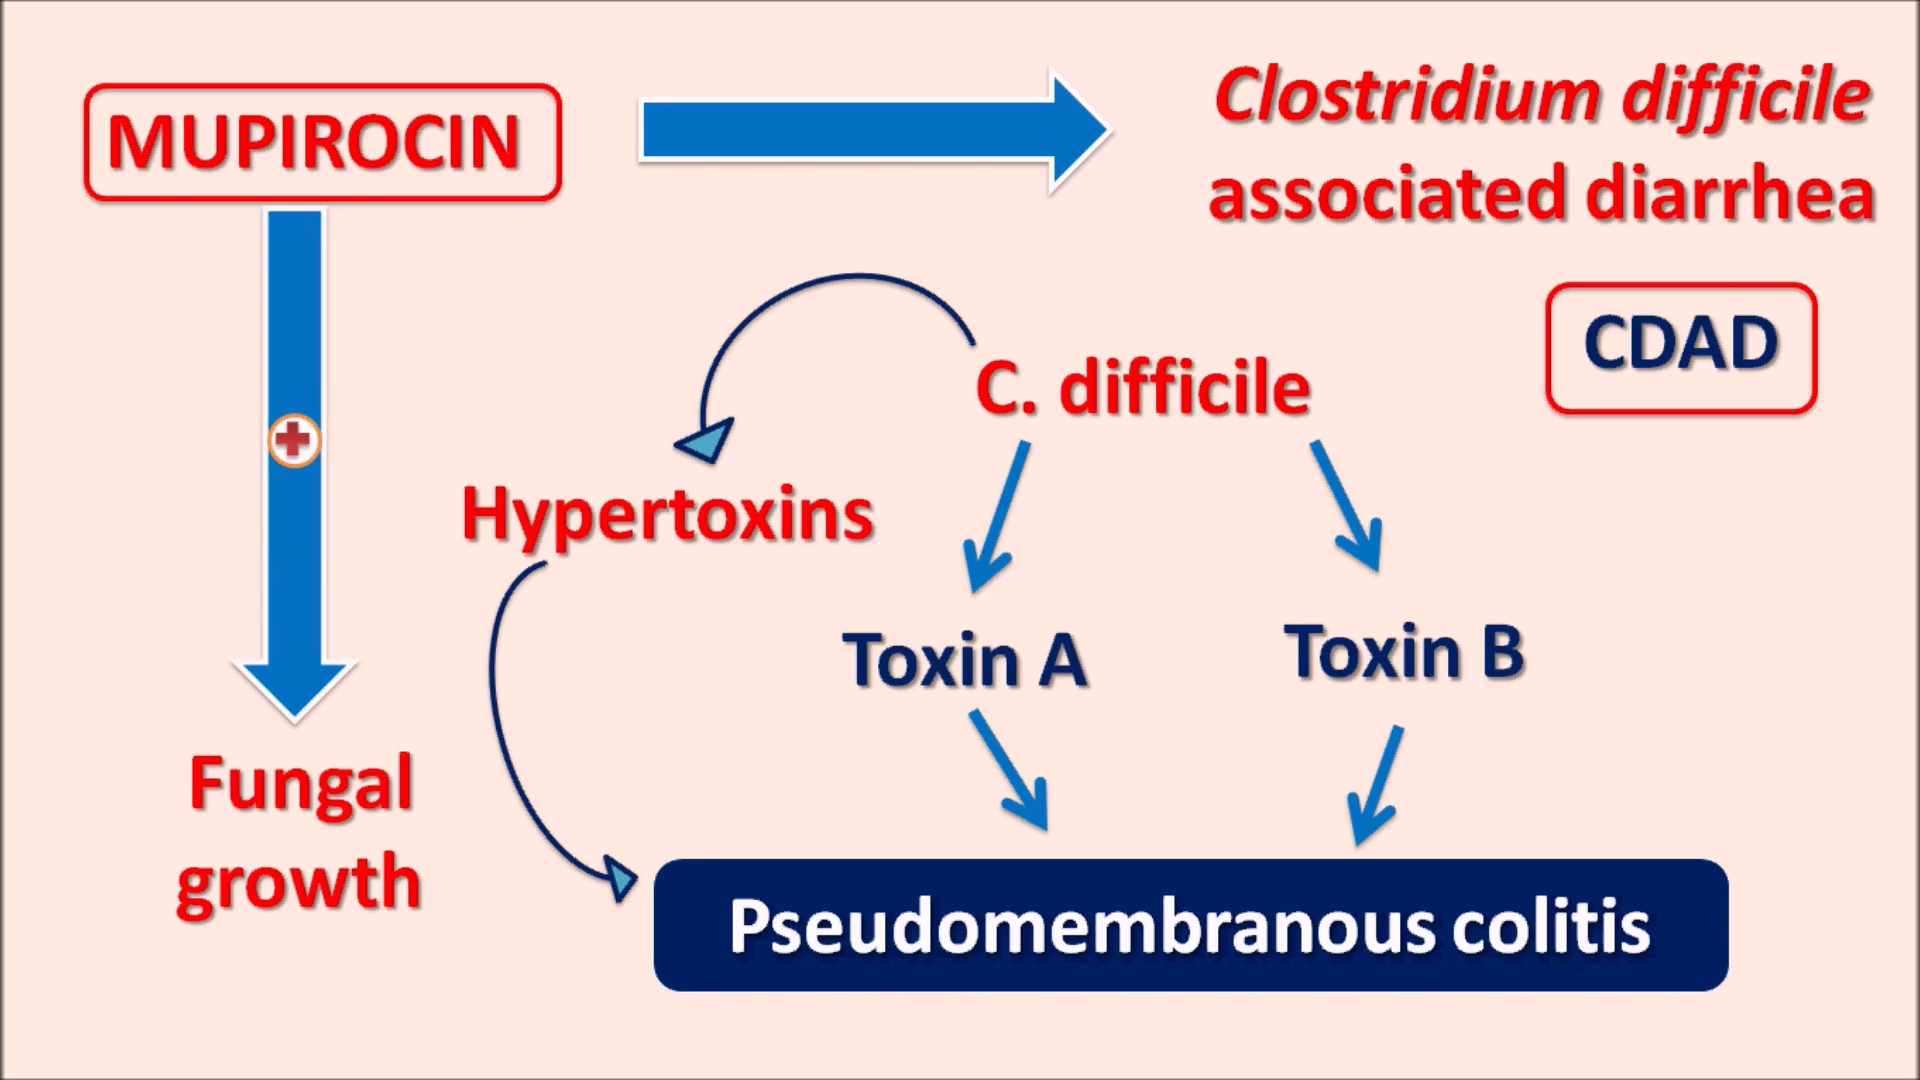 MUPIROCIN
Clostridium difficile
associated diarrhea
CDAD
C. difficile
Hypertoxins
Toxin A
Toxin B
Fungal
growth
Pseudomembranous colitis